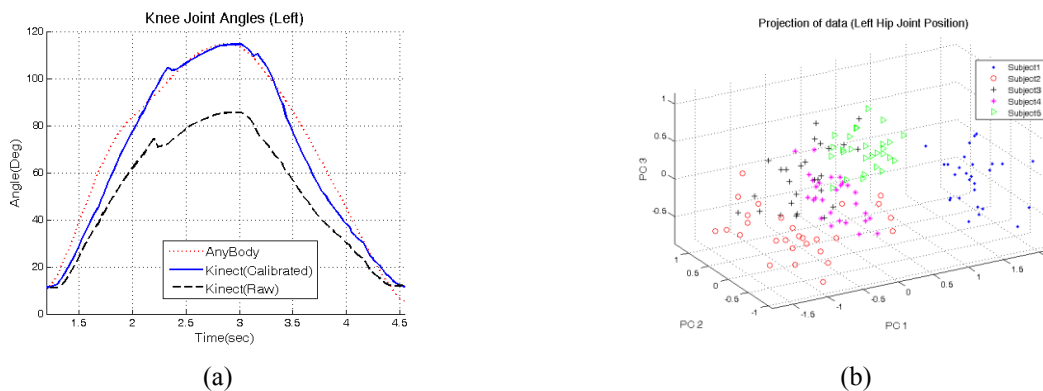 Knee Joint Angles (Left)
120
100
80
60
40
20
0
Angle(Deg)
AnyBody
Kinect(Calibrated)
Kinect(Raw)
1.5
2
2.5
3
3.5
4
4.5
Time(sec)
(a)
Projection of data (Left Hip Joint Position)
Subject1
Subject2
Subject3
Subject4
Subject5
1
0.5
0
-0.5
PC 3
1
0.5
0
-0.5
-1
PC 2
-1.5
-1
-0.5
0
0.5
1
1.5
2
PC 1
(b)